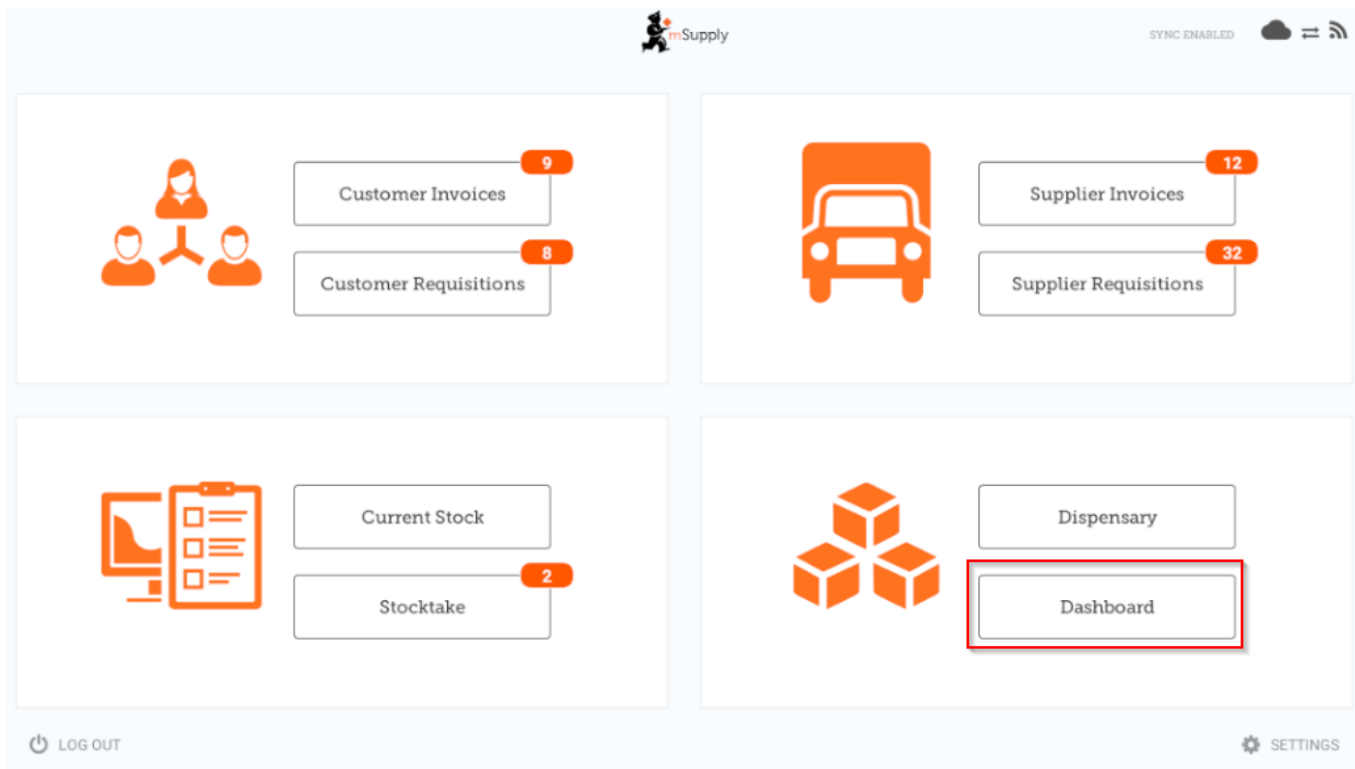 mSupply
SYNC ENABLED
9
Customer Invoices
8
Customer Requisitions
12
Supplier Invoices
32
Supplier Requisitions
Current Stock
2
Stocktake
Dispensary
Dashboard
LOG OUT
SETTINGS